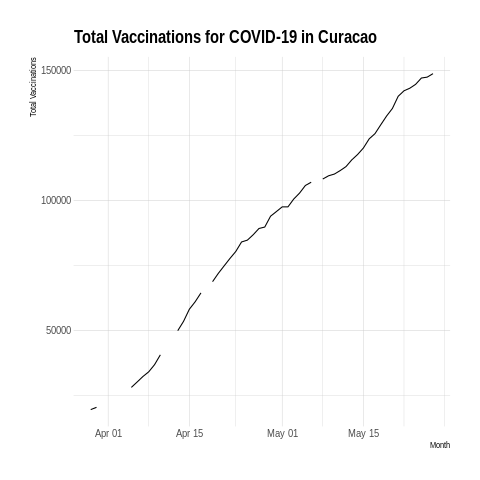 Total Vaccinations for COVID-19 in Curacao
Total Vaccinations
150000
100000
50000
Apr 01
Apr 15
May 01
May 15
Month